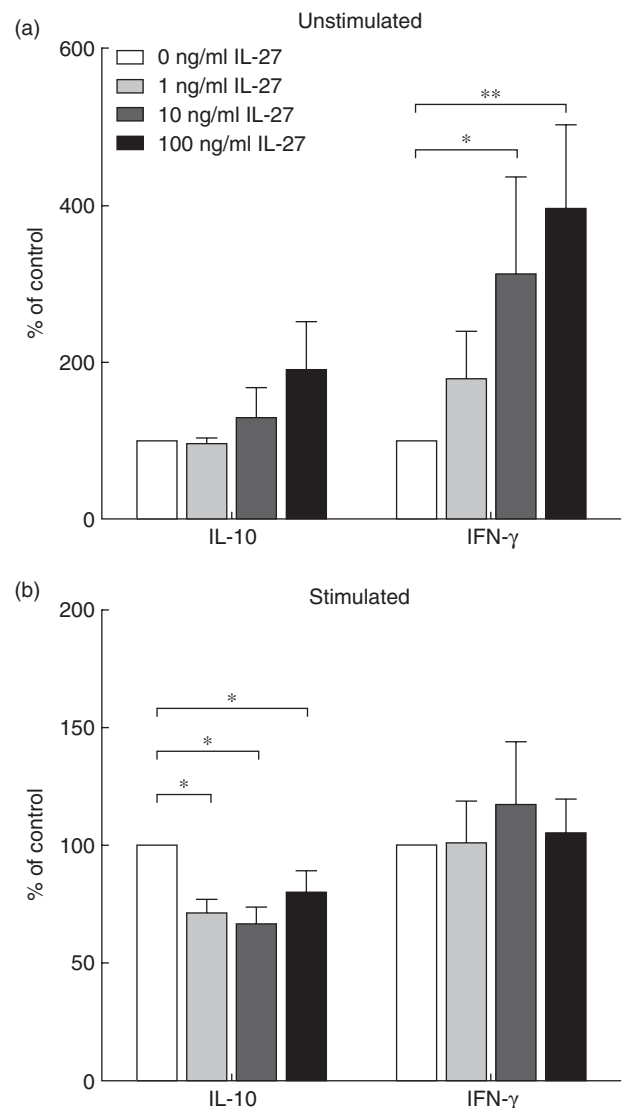 (a)
Unstimulated
600
400
200
0
% of control
0 ng/ml IL-27
1 ng/ml IL-27
10 ng/ml IL-27
100 ng/ml IL-27
**
*
IL-10
IFN-γ
(b)
Stimulated
200
150
100
50
0
% of control
*
*
*
IL-10
IFN-γ